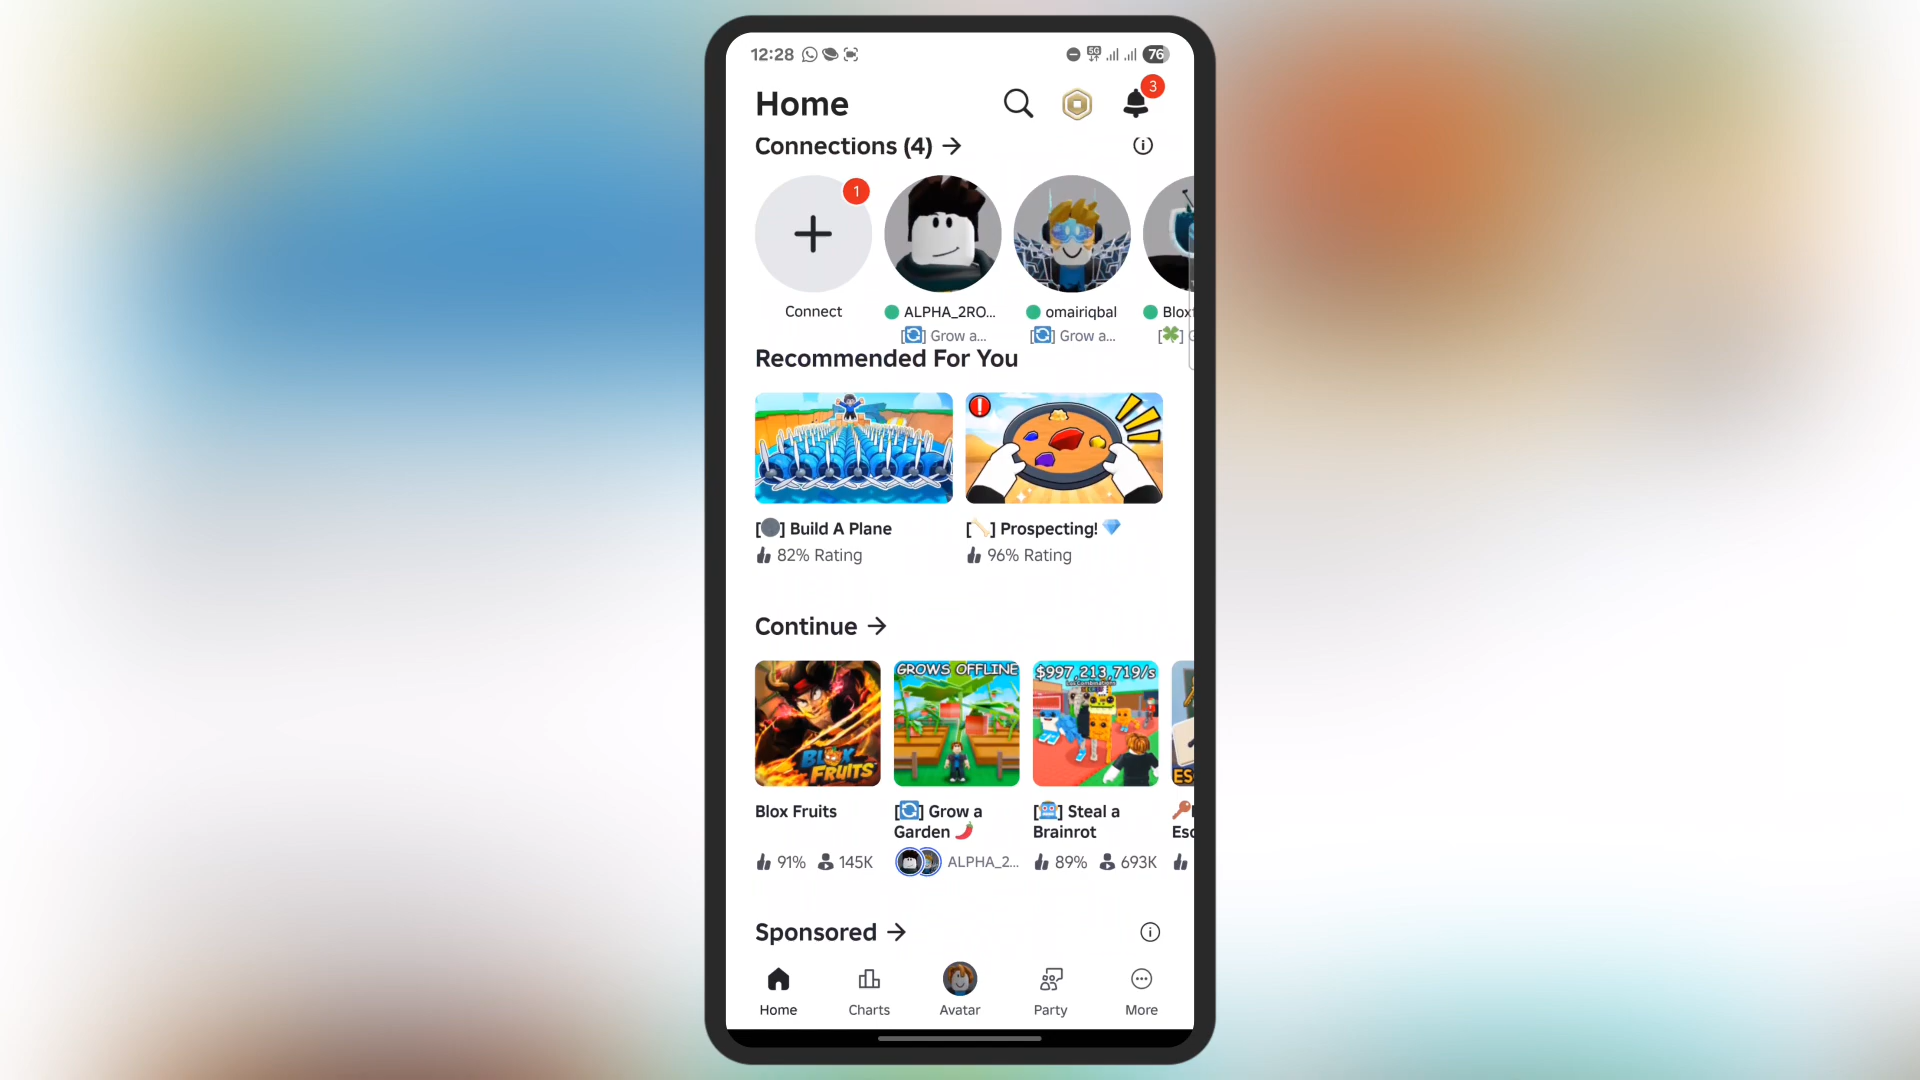 12:28
5G
76
Home
3
Connections (4)
1
Connect
ALPHA_2RO...
omairiqbal
Grow a...
Grow a...
Recommended For You
[🌑] Build A Plane
[🦴] Prospecting! 💎
82% Rating
96% Rating
Continue
GROWS OFFLINE
$997,213,719/s
BLOX FRUITS
Blox Fruits
[🔄] Grow a Garden 🌶️
[🤖] Steal a Brainrot
91% 145K
ALPHA_2...
89% 693K
Sponsored
Home
Charts
Avatar
Party
More